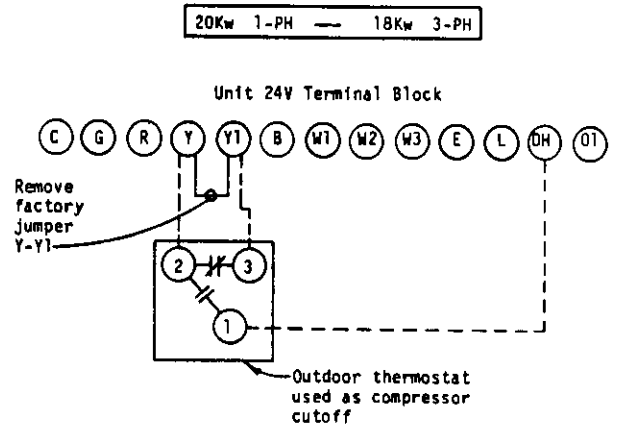 20Kw 1-PH — 18Kw 3-PH
Unit 24V Terminal Block
C G R Y Y1 B W1 W2 W3 E L DH O1
Remove
factory
jumper
Y-Y1
2 3
1
Outdoor thermostat
used as compressor
cutoff